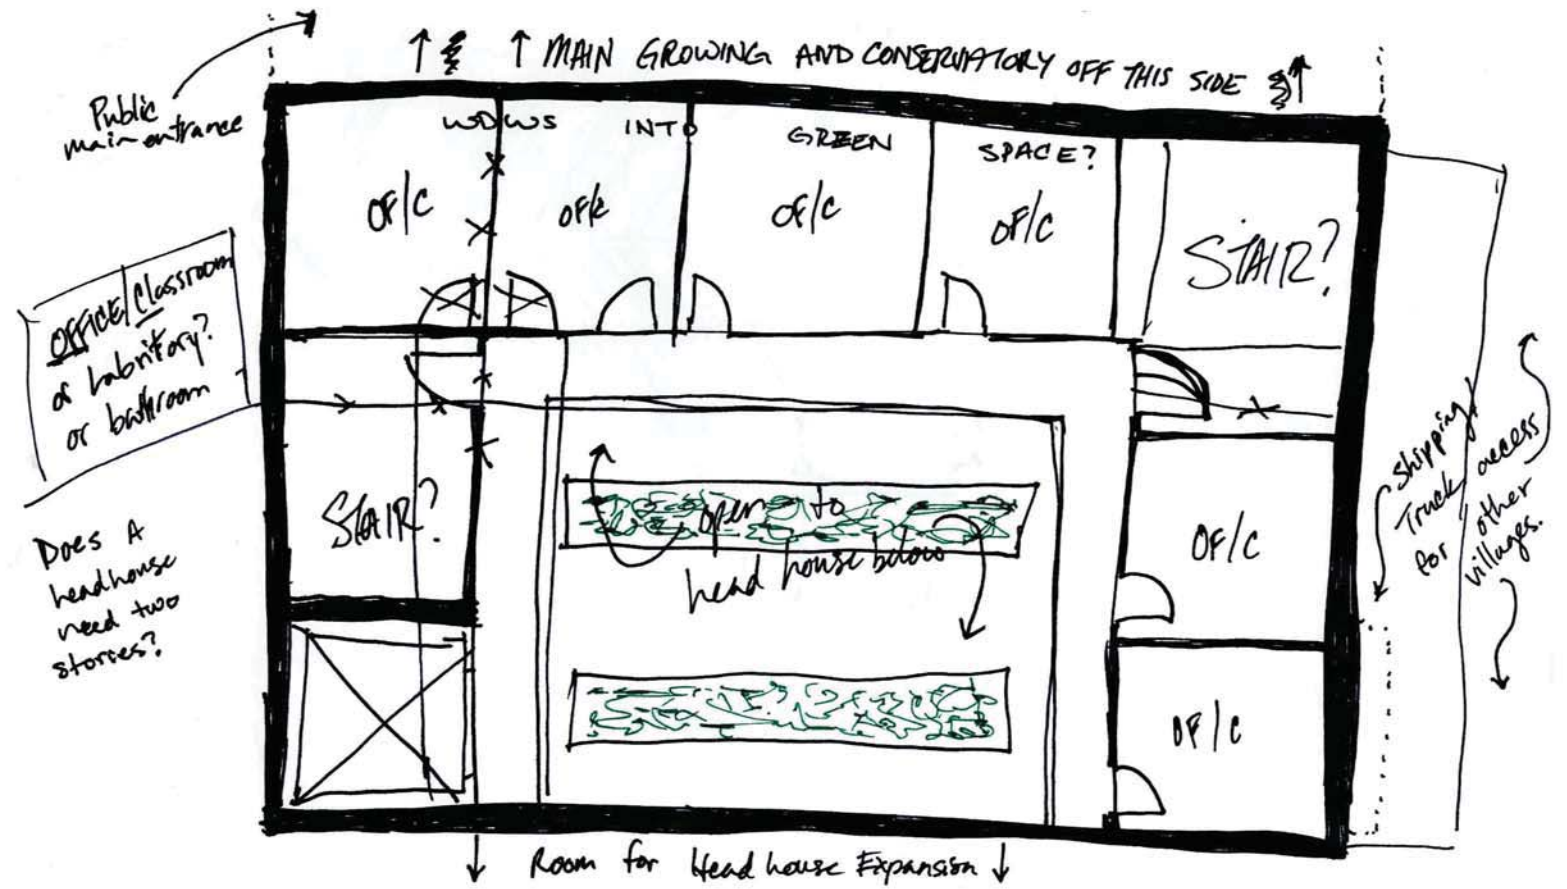 ↑ ↑ MAIN GROWING AND CONSERVATORY OFF THIS SIDE ↑
Public
main entrance
WDWS INTO GREEN SPACE?
OF/C
OF/C
OF/C
OF/C
STAIR?
OFFICE/Classroom
or Labritory?
or bathroom
STAIR?
Does A
headhouse
need two
stories?
open to
head house below
OF/C
OF/C
Shipping/
Truck access
for other
villages.
↓ Room for Head house Expansion ↓